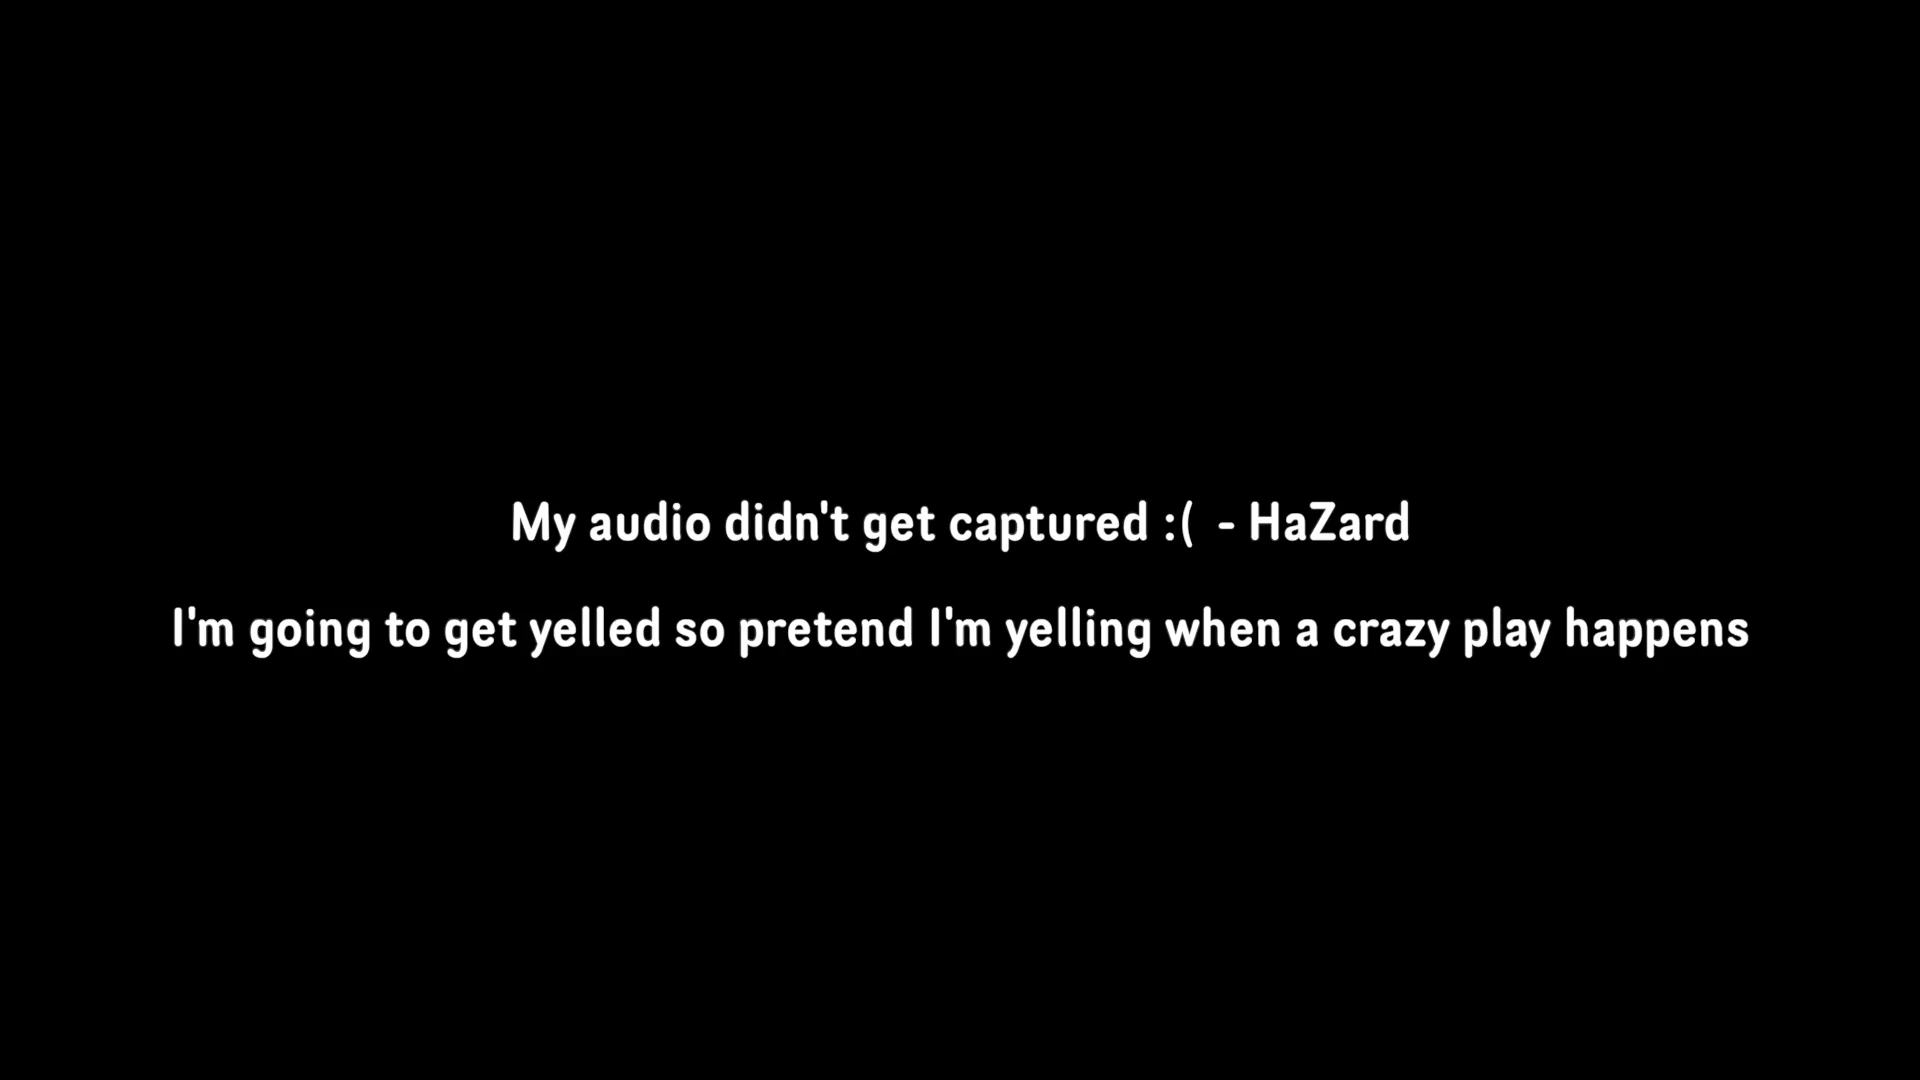 My audio didn't get captured :(  - HaZard
I'm going to get yelled so pretend I'm yelling when a crazy play happens